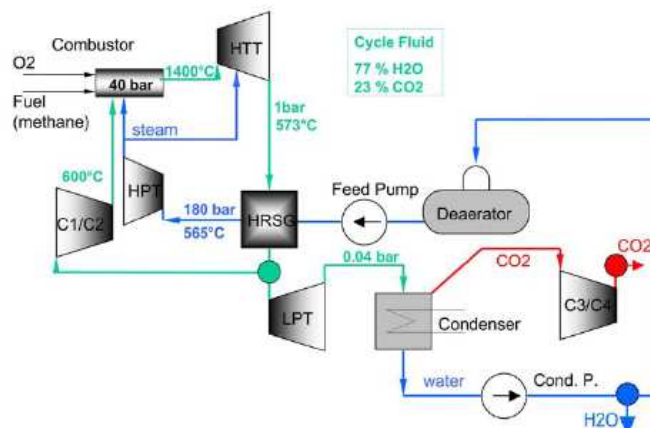 Combustor
O2
40 bar
1400°C
HTT
Cycle Fluid
77 % H2O
23 % CO2
Fuel
(methane)
steam
1bar
573°C
600°C
C1/C2
HPT
180 bar
565°C
HRSG
Feed Pump
Deaerator
0.04 bar
LPT
CO2
CO2
C3/C4
Condenser
water
Cond. P.
H2O